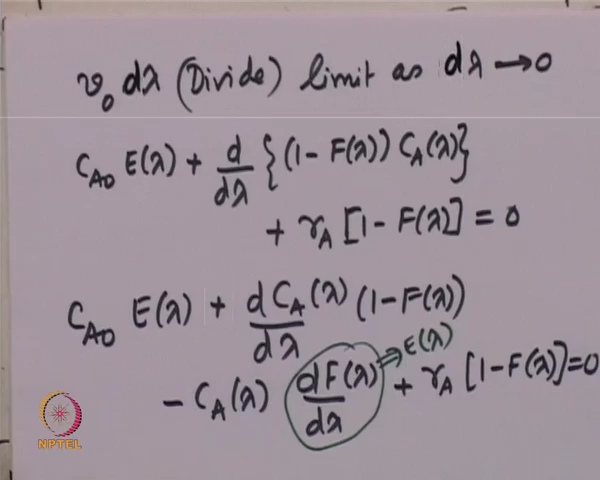 v₀ dλ (Divide) limit as dλ → 0
C_A0 E(λ) + d/dλ {(1 - F(λ)) C_A(λ)}
+ r_A [1 - F(λ)] = 0
C_A0 E(λ) + dC_A(λ)/dλ (1 - F(λ))
- C_A(λ) dF(λ)/dλ ⇒ E(λ) + r_A [1 - F(λ)] = 0
NPTEL